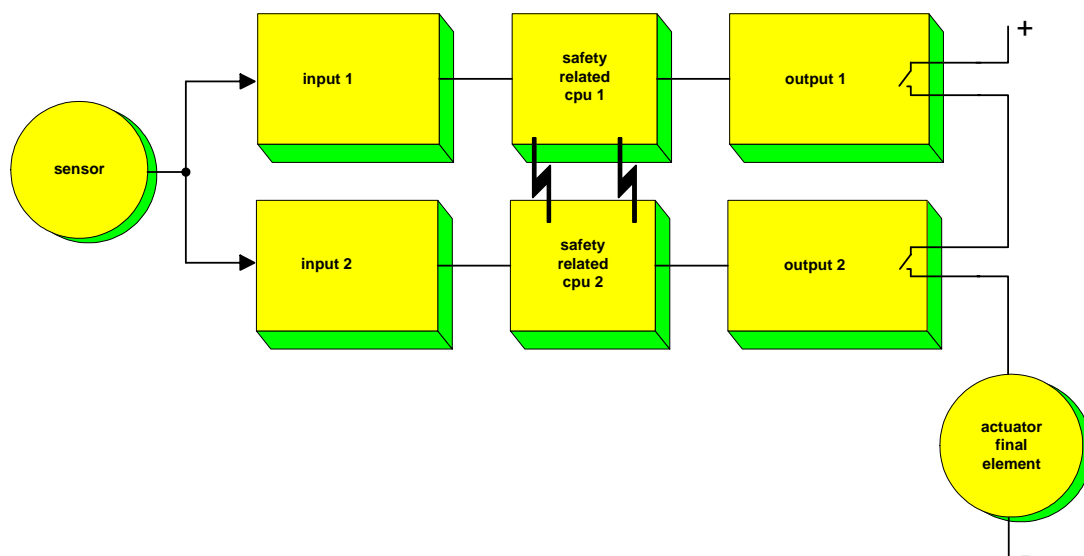 +
input 1
safety
related
cpu 1
output 1
sensor
input 2
safety
related
cpu 2
output 2
actuator
final
element
-